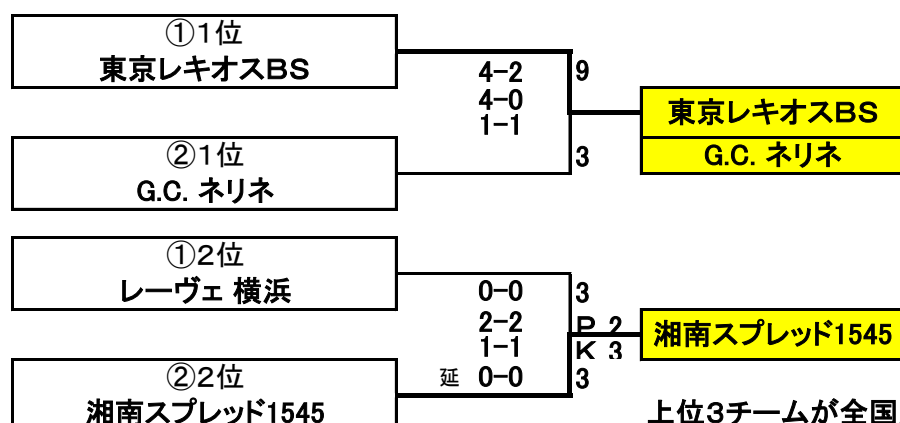 ①1位
東京レキオスBS
4-2
4-0
1-1
9
3
東京レキオスBS
G.C. ネリネ
②1位
G.C. ネリネ
①2位
レーヴェ 横浜
0-0
2-2
1-1
延 0-0
3
P 2
K 3
3
湘南スプレッド1545
②2位
湘南スプレッド1545
上位3チームが全国